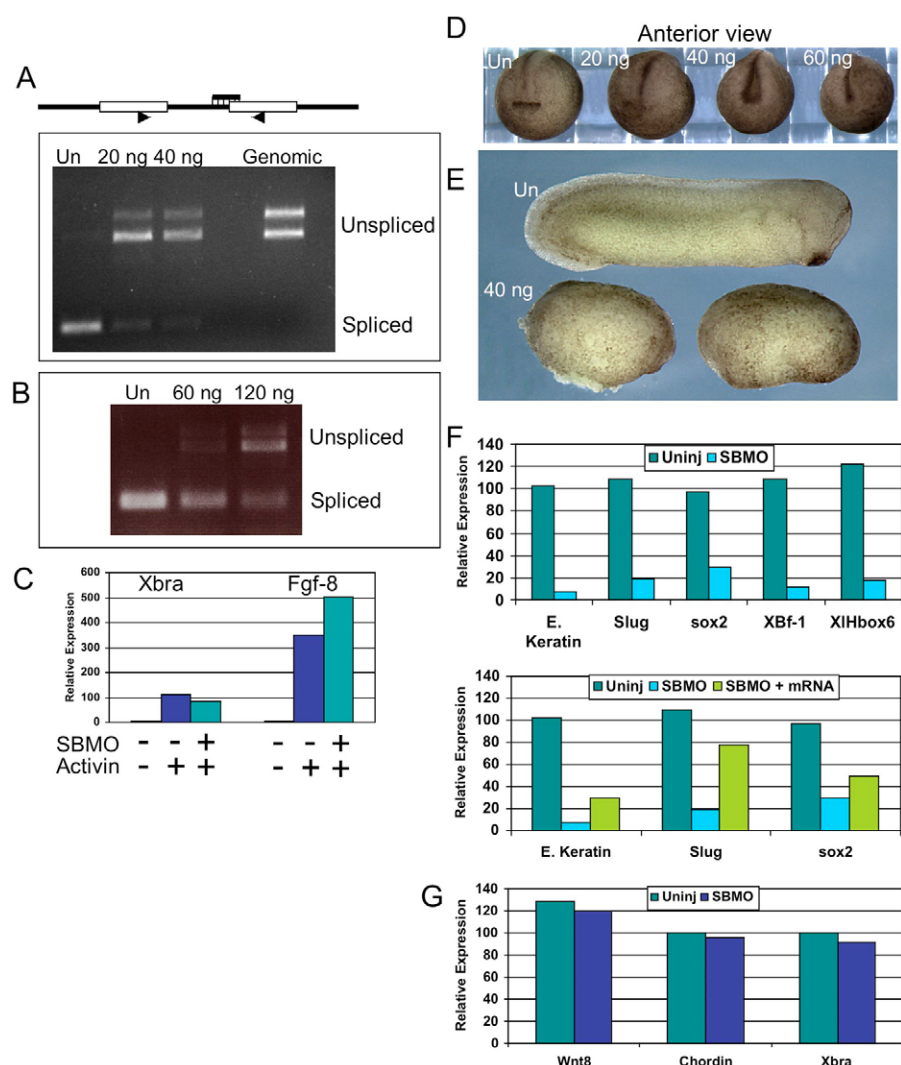 A
Un 20 ng 40 ng Genomic
Unspliced
Spliced
B
Un 60 ng 120 ng
Unspliced
Spliced
C
Xbra Fgf-8
Relative Expression
600
500
400
300
200
100
0
SBMO - - + - - +
Activin - + + - + +
D
Anterior view
Un 20 ng 40 ng 60 ng
E
Un
40 ng
F
Uninj SBMO
Relative Expression
140
120
100
80
60
40
20
0
E. Keratin Slug sox2 XBf-1 XlHbox6
Uninj SBMO SBMO + mRNA
Relative Expression
140
120
100
80
60
40
20
0
E. Keratin Slug sox2
G
Uninj SBMO
Relative Expression
140
120
100
80
60
40
20
0
Wnt8 Chordin Xbra